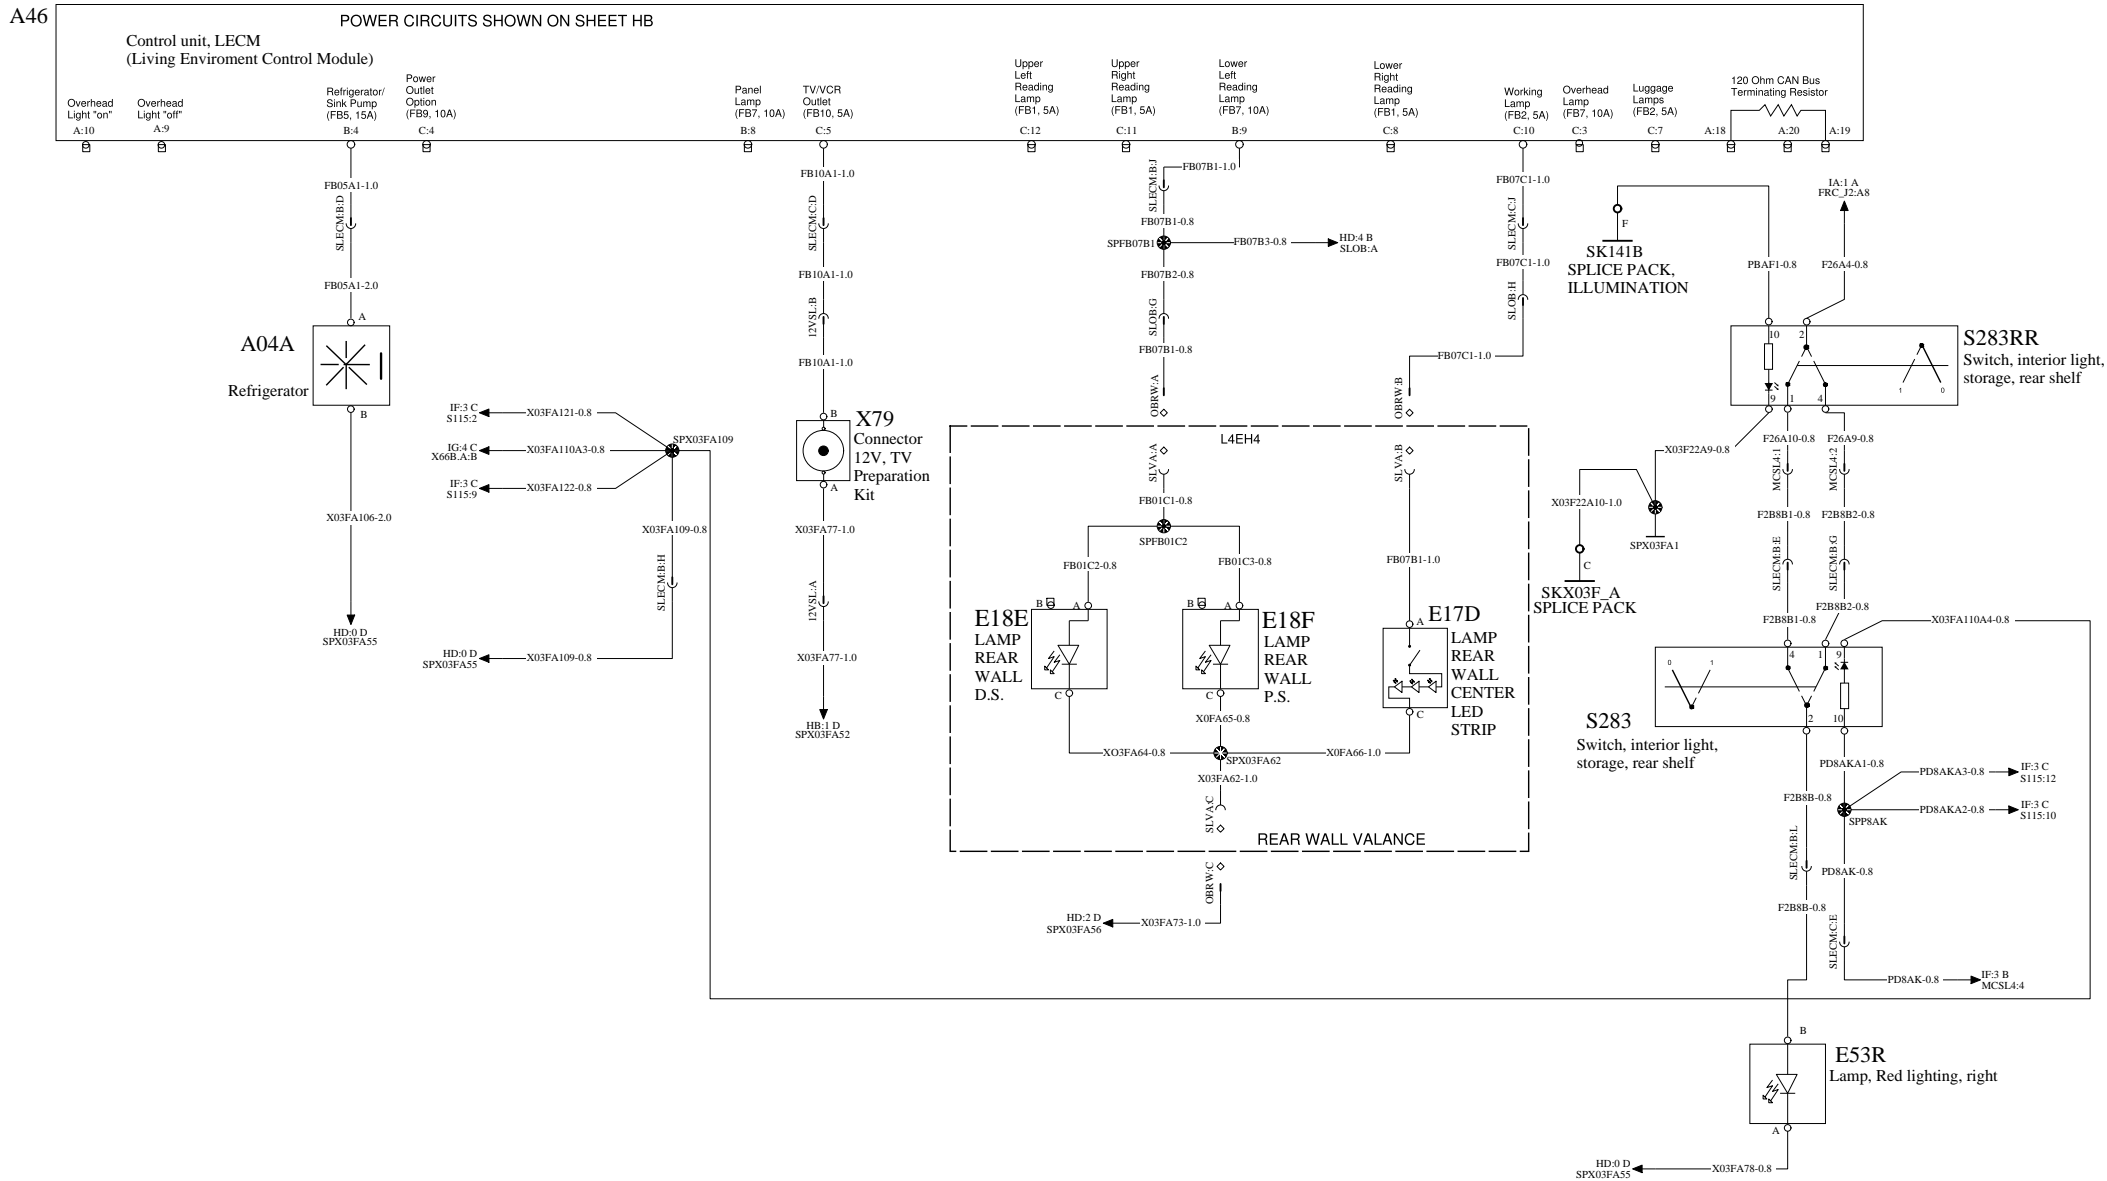 A46
POWER CIRCUITS SHOWN ON SHEET HB
Control unit, LECM
(Living Enviroment Control Module)
Overhead
Light "on"
A:10
Overhead
Light "off"
A:9
Refrigerator/
Sink Pump
(FB5, 15A)
B:4
Power
Outlet
Option
(FB9, 10A)
C:4
Panel
Lamp
(FB7, 10A)
B:8
TV/VCR
Outlet
(FB10, 5A)
C:5
Upper
Left
Reading
Lamp
(FB1, 5A)
C:12
Upper
Right
Reading
Lamp
(FB1, 5A)
C:11
Lower
Left
Reading
Lamp
(FB7, 10A)
B:9
Lower
Right
Reading
Lamp
(FB1, 5A)
C:8
Working
Lamp
(FB2, 5A)
C:10
Overhead
Lamp
(FB7, 10A)
C:3
Luggage
Lamps
(FB2, 5A)
C:7
120 Ohm CAN Bus
Terminating Resistor
A:18
A:20
A:19
FB05A1-1.0
SLECM:B:D
FB05A1-2.0
A
A04A
Refrigerator
B
X03FA106-2.0
HD:0 D
SPX03FA55
IF:3 C
S115:2
X03FA121-0.8
IG:4 C
X66B.A:B
X03FA110A3-0.8
IF:3 C
S115:9
X03FA122-0.8
SPX03FA109
X03FA109-0.8
SLECM:B:H
HD:0 D
SPX03FA55
X03FA109-0.8
FB10A1-1.0
SLECM:C:D
FB10A1-1.0
12VSL:B
FB10A1-1.0
B
X79
Connector
12V, TV
Preparation
Kit
A
X03FA77-1.0
12VSL:A
X03FA77-1.0
HB:1 D
SPX03FA52
FB07B1-1.0
SLECM:B:J
FB07B1-0.8
SPFB07B1
FB07B3-0.8
HD:4 B
SLOB:A
FB07B2-0.8
SLOB:G
FB07B1-0.8
OBRW:A
L4EH4
SLVA:A
FB01C1-0.8
SPFB01C2
FB01C2-0.8
FB01C3-0.8
B
A
E18E
LAMP
REAR
WALL
D.S.
C
B
A
E18F
LAMP
REAR
WALL
P.S.
C
X0FA65-0.8
XO3FA64-0.8
X0FA66-1.0
SPX03FA62
X03FA62-1.0
SLVA:C
REAR WALL VALANCE
OBRW:C
HD:2 D
SPX03FA56
X03FA73-1.0
FB07C1-1.0
SLECM:C:J
FB07C1-1.0
SLOB:H
FB07C1-1.0
OBRW:B
SLVA:B
FB07B1-1.0
A
E17D
LAMP
REAR
WALL
CENTER
LED
STRIP
C
F
SK141B
SPLICE PACK,
ILLUMINATION
IA:1 A
FRC_J2:A8
PBAF1-0.8
F26A4-0.8
10
2
S283RR
Switch, interior light,
storage, rear shelf
1
0
9
1
4
X03F22A9-0.8
F26A10-0.8
F26A9-0.8
MCSL4:1
MCSL4:2
X03F22A10-1.0
SPX03FA1
C
SKX03F_A
SPLICE PACK
F2B8B1-0.8
F2B8B2-0.8
SLECM:B:E
SLECM:B:G
F2B8B2-0.8
F2B8B1-0.8
X03FA110A4-0.8
0
1
4
1
9
2
10
S283
Switch, interior light,
storage, rear shelf
PD8AKA1-0.8
PD8AKA3-0.8
IF:3 C
S115:12
F2B8B-0.8
PD8AKA2-0.8
IF:3 C
S115:10
SPP8AK
SLECM:B:L
PD8AK-0.8
F2B8B-0.8
SLECM:C:E
PD8AK-0.8
IF:3 B
MCSL4:4
B
E53R
Lamp, Red lighting, right
A
HD:0 D
SPX03FA55
X03FA78-0.8